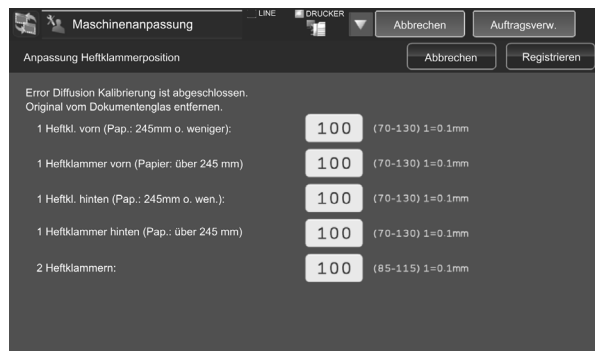 Maschinenanpassung
LINE
DRUCKER
Abbrechen
Auftragsverw.
Anpassung Heftklammerposition
Abbrechen
Registrieren
Error Diffusion Kalibrierung ist abgeschlossen.
Original vom Dokumentenglas entfernen.
1 Heftkl. vorn (Pap.: 245mm o. weniger): 100 (70-130) 1=0.1mm
1 Heftklammer vorn (Papier: über 245 mm) 100 (70-130) 1=0.1mm
1 Heftkl. hinten (Pap.: 245mm o. wen.): 100 (70-130) 1=0.1mm
1 Heftklammer hinten (Pap.: über 245 mm) 100 (70-130) 1=0.1mm
2 Heftklammern: 100 (85-115) 1=0.1mm